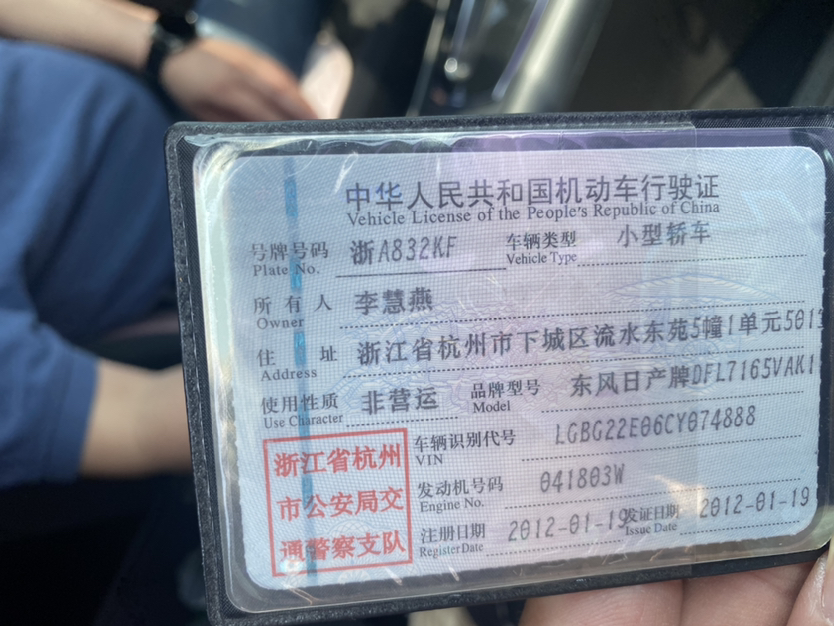 中华人民共和国机动车行驶证
Vehicle License of the People's Republic of China
号牌号码 浙A832KF 车辆类型 小型轿车
Plate No. Vehicle Type
所有人 李慧燕
Owner
住址 浙江省杭州市下城区流水东苑5幢1单元501
Address
使用性质 非营运 品牌型号 东风日产牌DFL7165VAK1
Use Character Model
车辆识别代号 LGBG22E06CY074888
VIN
发动机号码 041803W
Engine No.
注册日期 2012-01-19 发证日期 2012-01-19
Register Date Issue Date
浙江省杭州
市公安局交
通警察支队